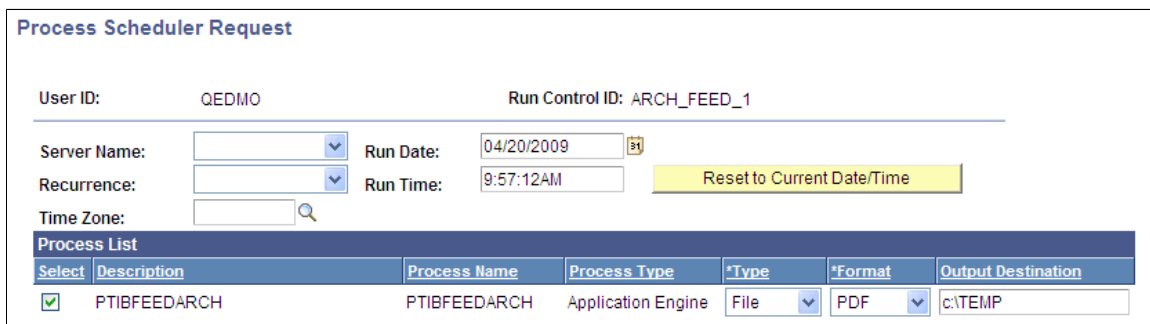 Process Scheduler Request
User ID: QEDMO Run Control ID: ARCH_FEED_1
Server Name: Run Date: 04/20/2009 31
Recurrence: Run Time: 9:57:12AM Reset to Current Date/Time
Time Zone:
Process List
Select Description Process Name Process Type *Type *Format Output Destination
PTIBFEEDARCH PTIBFEEDARCH Application Engine File PDF c:\TEMP